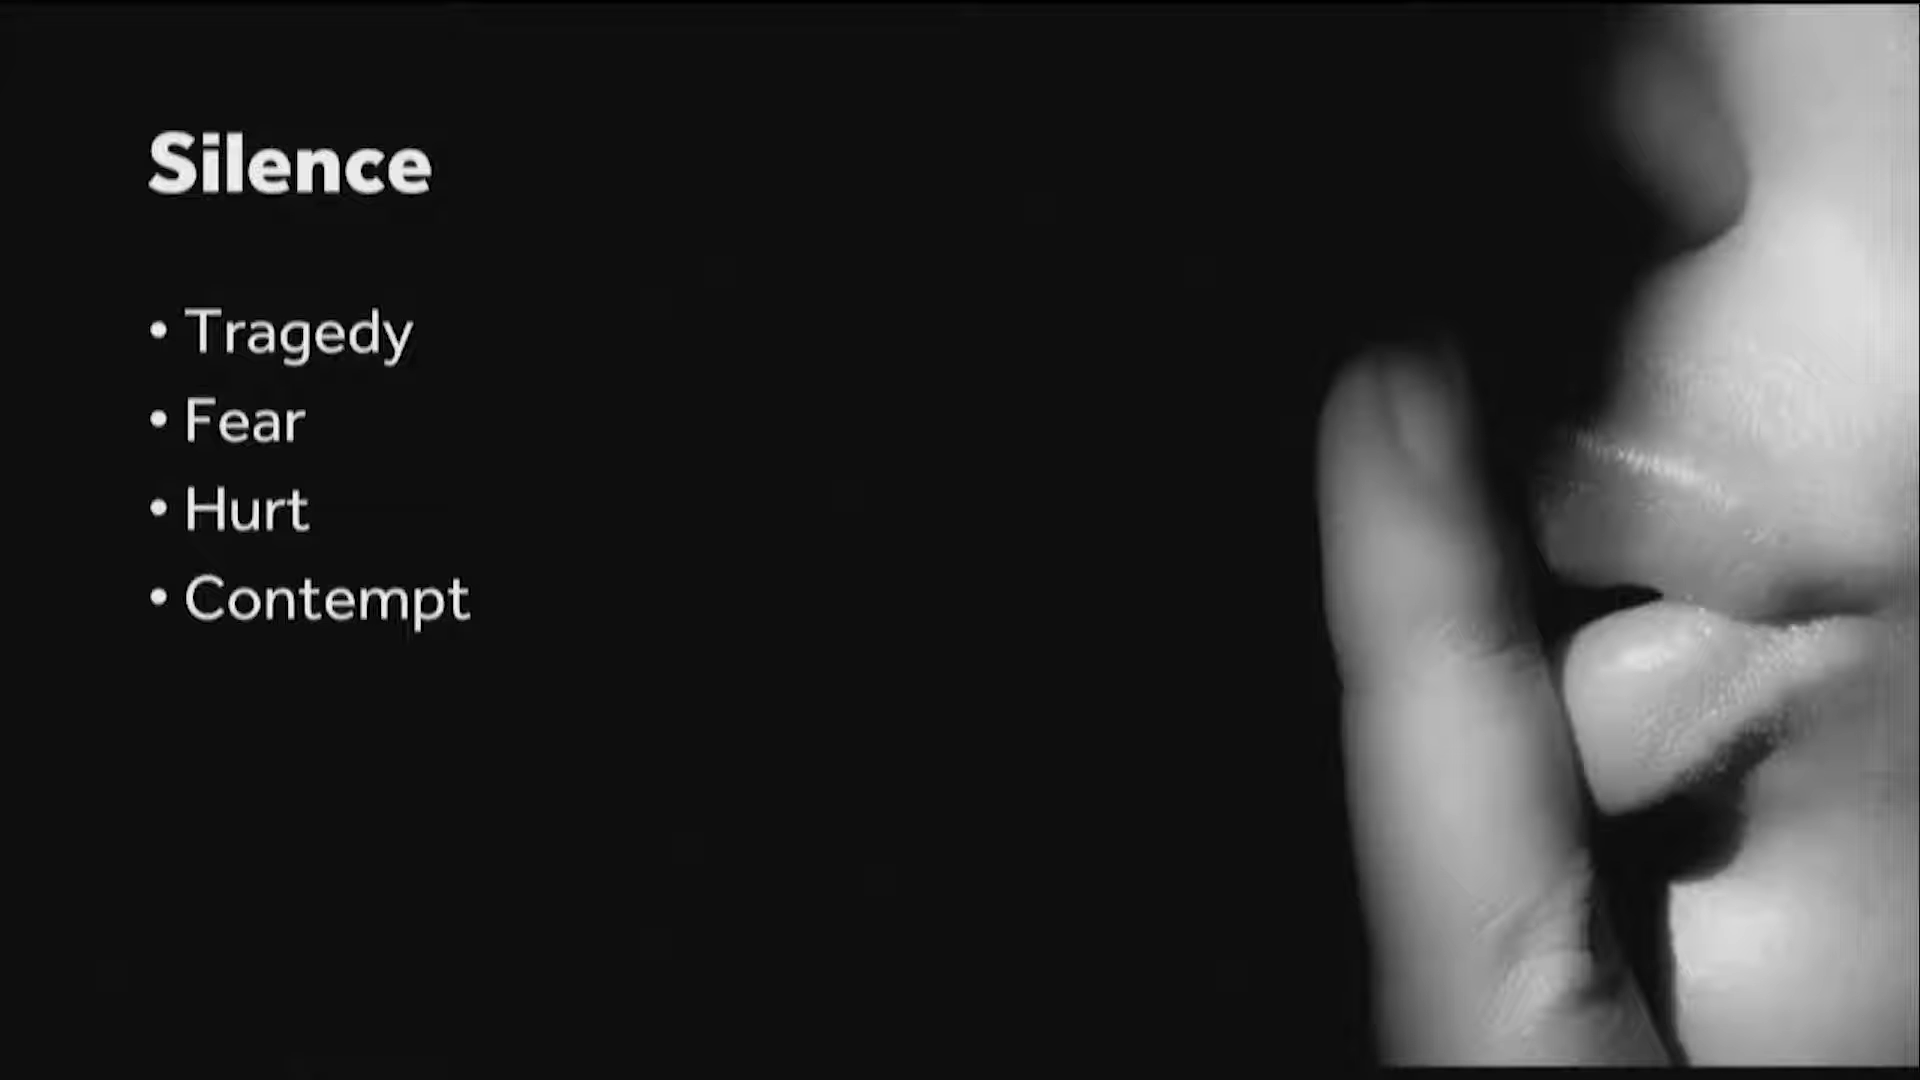 Silence
• Tragedy
• Fear
• Hurt
• Contempt